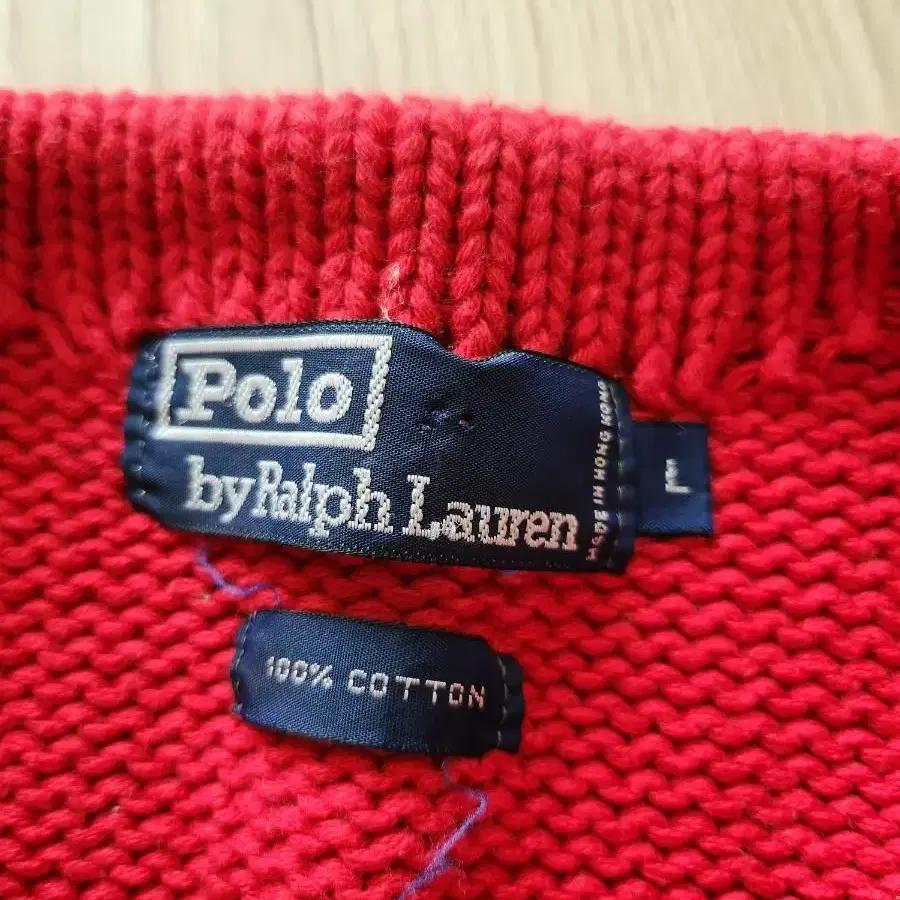 Polo
by Ralph Lauren
MADE IN HONG KONG
L
100% COTTON